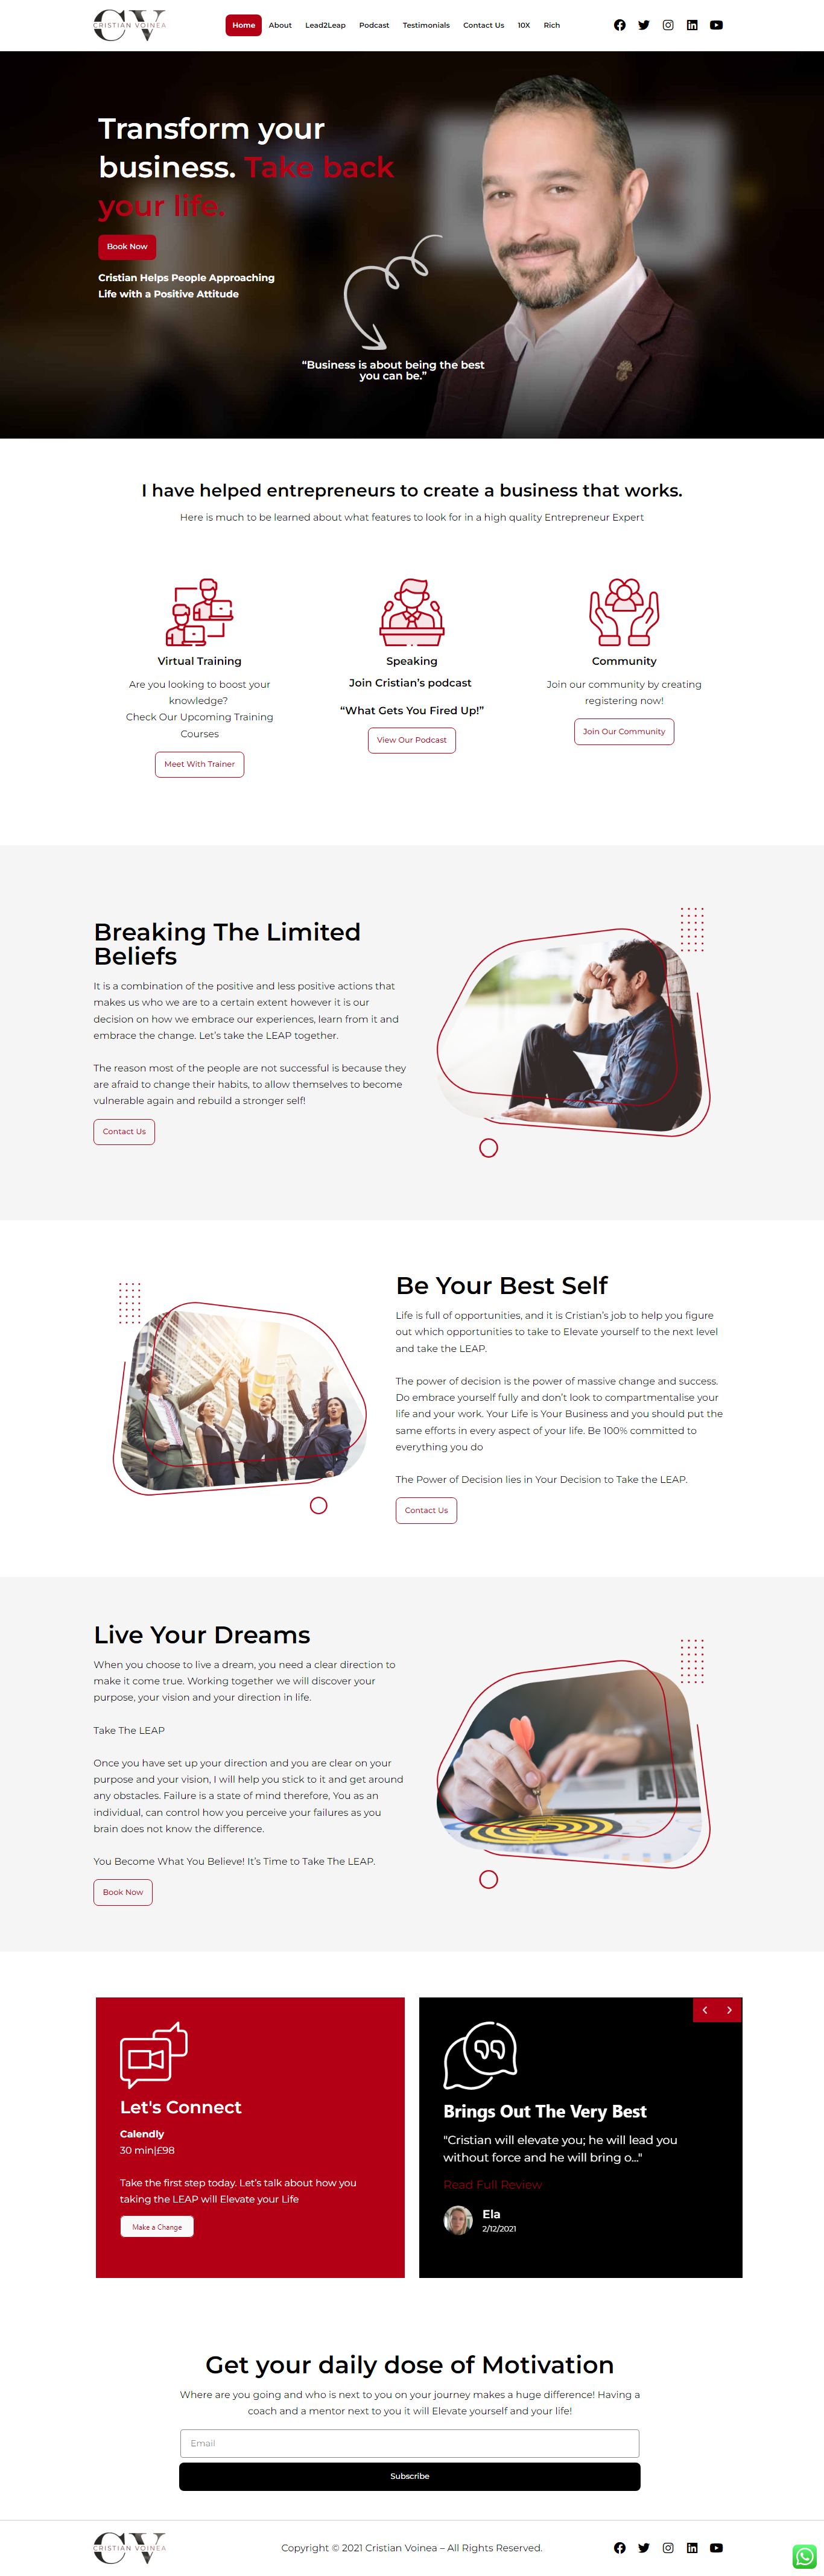 CV
CRISTIAN VOINEA
Home About Lead2Leap Podcast Testimonials Contact Us 10X Rich
Transform your
business. Take back
your life.
Book Now
Cristian Helps People Approaching
Life with a Positive Attitude
“Business is about being the best
you can be.”
I have helped entrepreneurs to create a business that works.
Here is much to be learned about what features to look for in a high quality Entrepreneur Expert
Virtual Training
Are you looking to boost your
knowledge?
Check Our Upcoming Training
Courses
Meet With Trainer
Speaking
Join Cristian’s podcast
“What Gets You Fired Up!”
View Our Podcast
Community
Join our community by creating
registering now!
Join Our Community
Breaking The Limited
Beliefs
It is a combination of the positive and less positive actions that
makes us who we are to a certain extent however it is our
decision on how we embrace our experiences, learn from it and
embrace the change. Let’s take the LEAP together.
The reason most of the people are not successful is because they
are afraid to change their habits, to allow themselves to become
vulnerable again and rebuild a stronger self!
Contact Us
Be Your Best Self
Life is full of opportunities, and it is Cristian’s job to help you figure
out which opportunities to take to Elevate yourself to the next level
and take the LEAP.
The power of decision is the power of massive change and success.
Do embrace yourself fully and don’t look to compartmentalise your
life and your work. Your Life is Your Business and you should put the
same efforts in every aspect of your life. Be 100% committed to
everything you do
The Power of Decision lies in Your Decision to Take the LEAP.
Contact Us
Live Your Dreams
When you choose to live a dream, you need a clear direction to
make it come true. Working together we will discover your
purpose, your vision and your direction in life.
Take The LEAP
Once you have set up your direction and you are clear on your
purpose and your vision, I will help you stick to it and get around
any obstacles. Failure is a state of mind therefore, You as an
individual, can control how you perceive your failures as you
brain does not know the difference.
You Become What You Believe! It’s Time to Take The LEAP.
Book Now
Let's Connect
Calendly
30 min|£98
Take the first step today. Let’s talk about how you
taking the LEAP will Elevate your Life
Make a Change
Brings Out The Very Best
"Cristian will elevate you; he will lead you
without force and he will bring o..."
Read Full Review
Ela
2/12/2021
Get your daily dose of Motivation
Where are you going and who is next to you on your journey makes a huge difference! Having a
coach and a mentor next to you it will Elevate yourself and your life!
Email
Subscribe
CV
CRISTIAN VOINEA
Copyright © 2021 Cristian Voinea – All Rights Reserved.